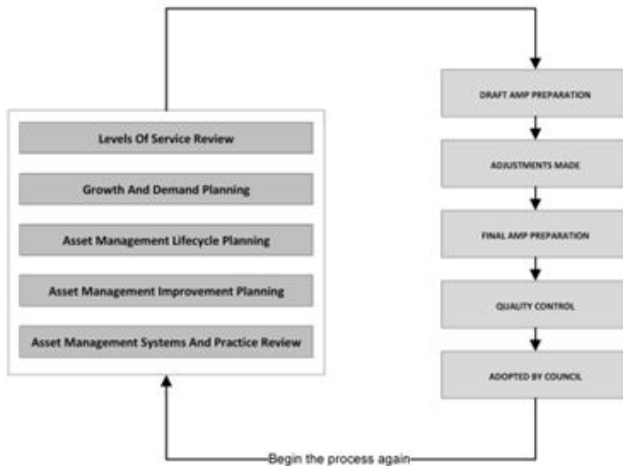 Levels Of Service Review
Growth And Demand Planning
Asset Management Lifecycle Planning
Asset Management Improvement Planning
Asset Management Systems And Practice Review
DRAFT AMP PREPARATION
ADJUSTMENTS MADE
FINAL AMP PREPARATION
QUALITY CONTROL
ADOPTED BY COUNCIL
Begin the process again